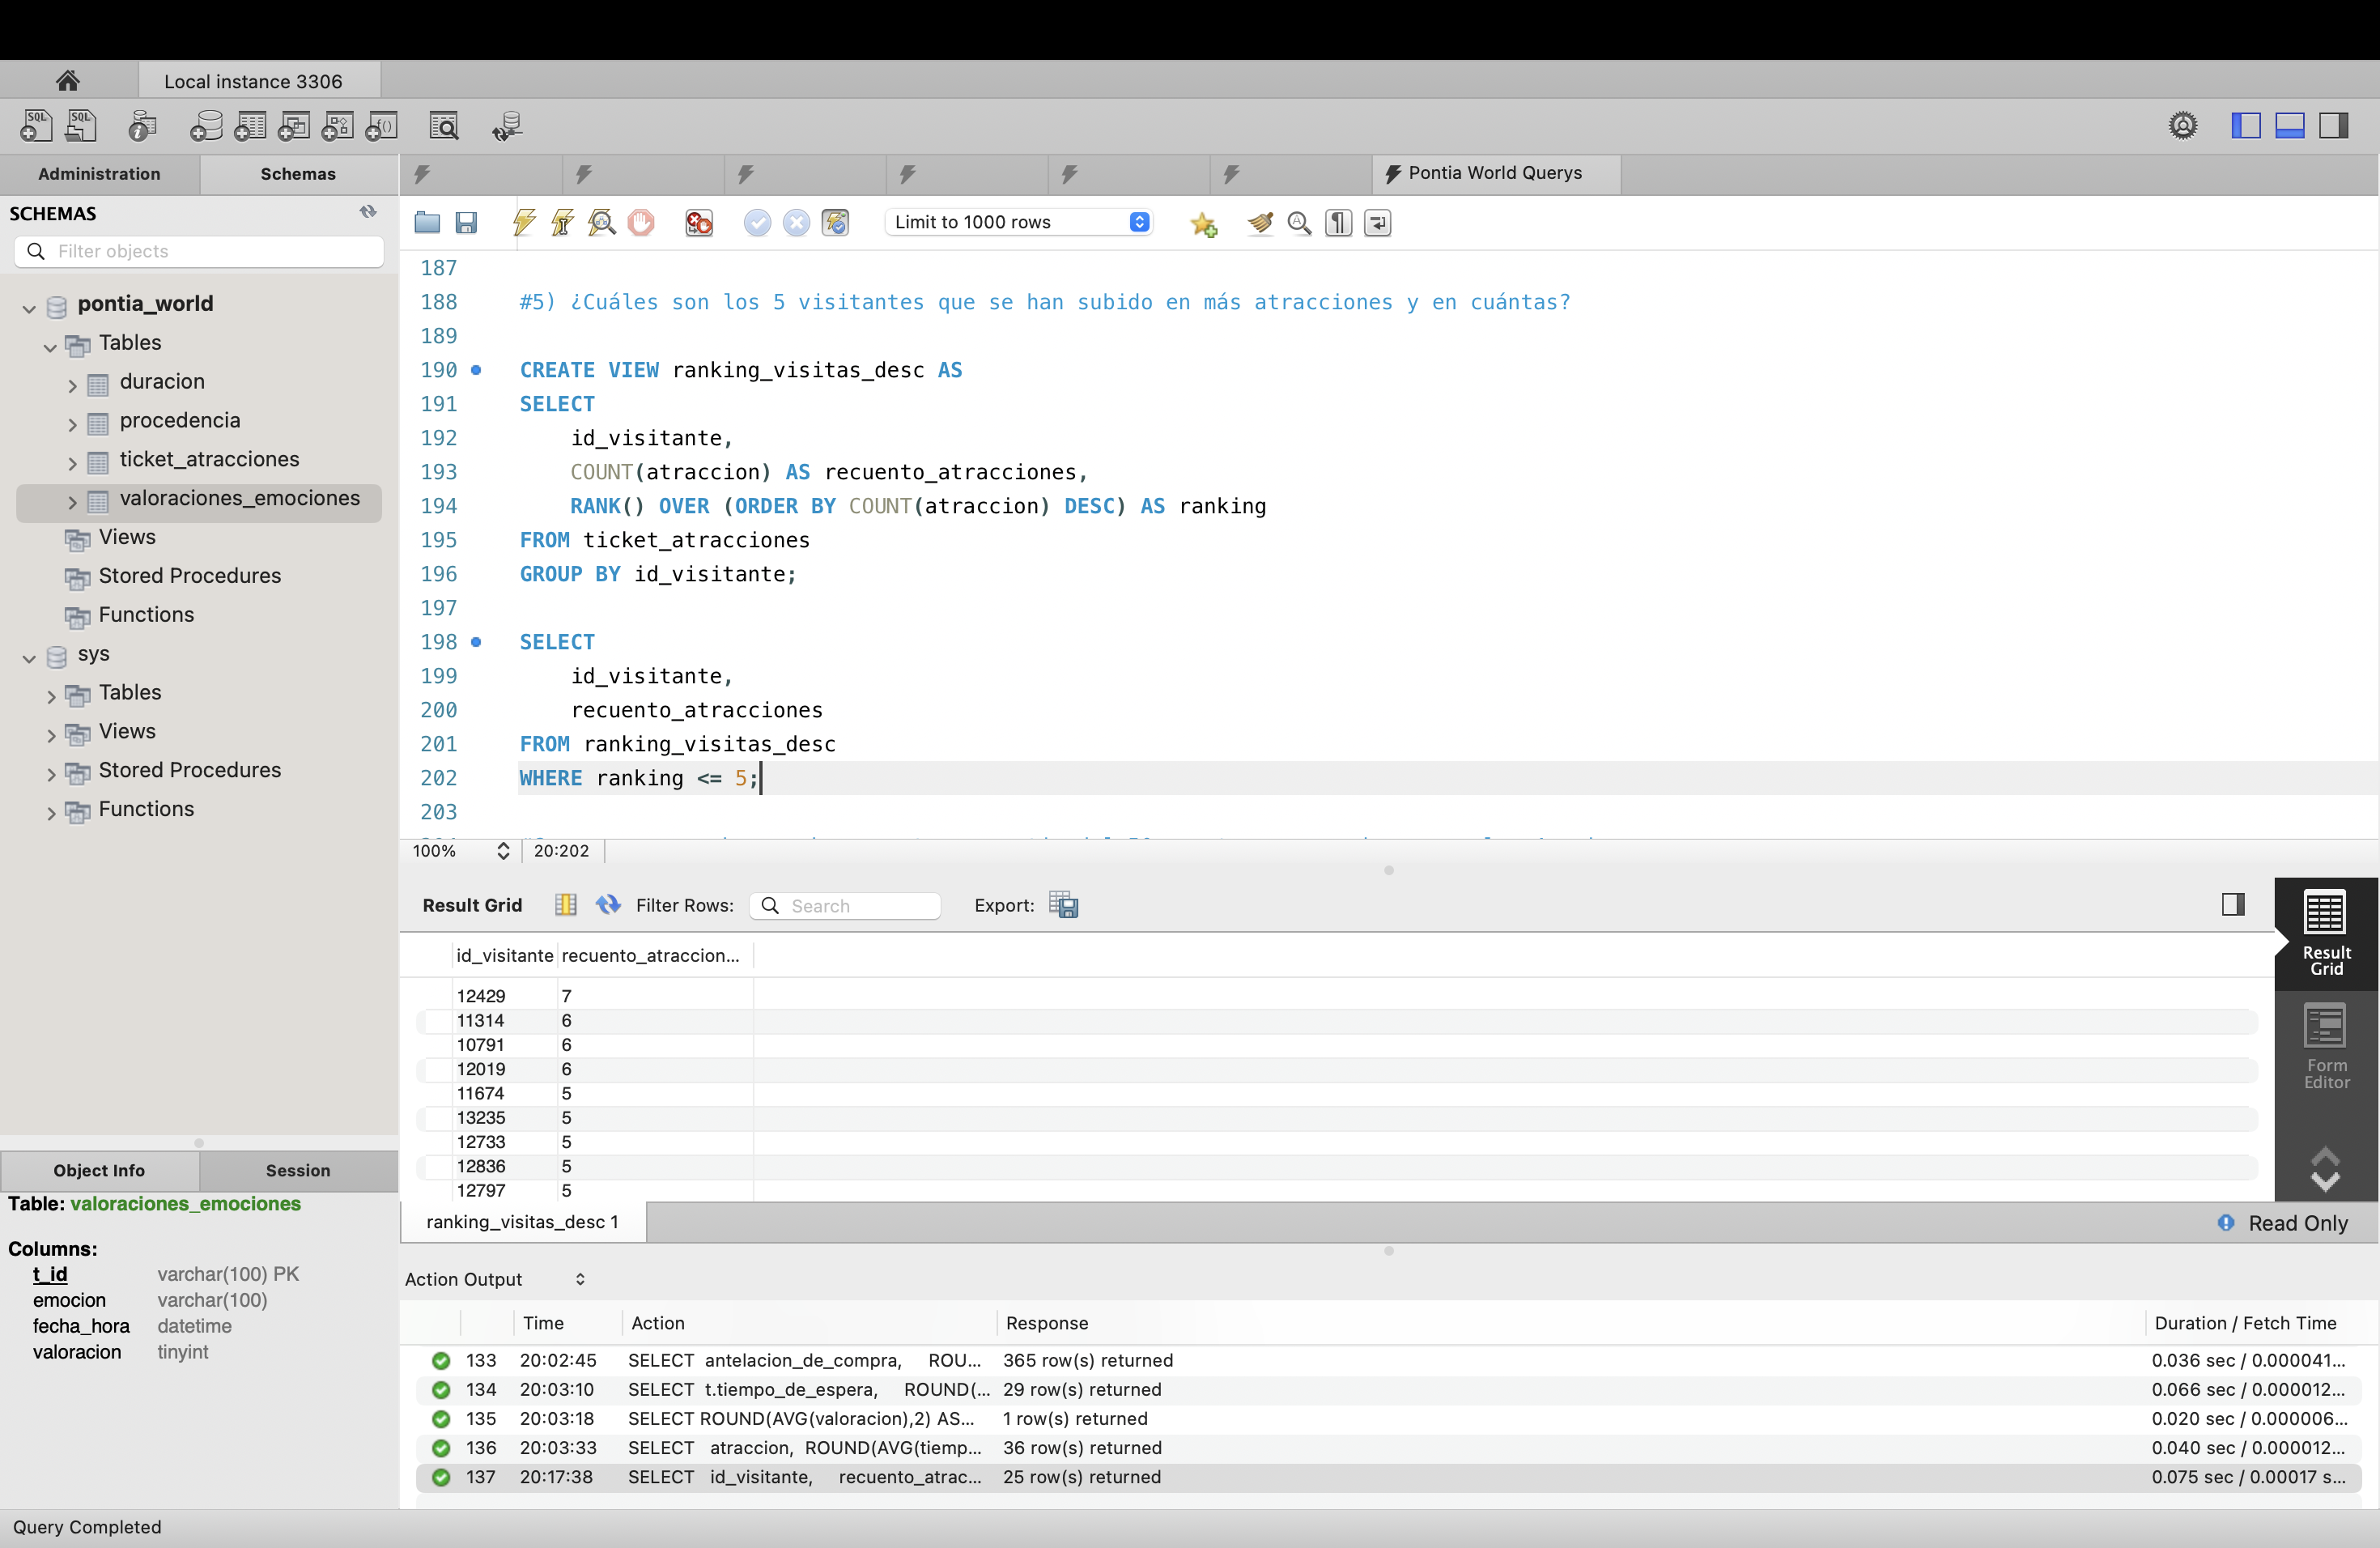 Local instance 3306
Administration
Schemas
Pontia World Querys
SCHEMAS
Filter objects
Limit to 1000 rows
pontia_world
Tables
duracion
procedencia
ticket_atracciones
valoraciones_emociones
Views
Stored Procedures
Functions
sys
Tables
Views
Stored Procedures
Functions
187
188 #5) ¿Cuáles son los 5 visitantes que se han subido en más atracciones y en cuántas?
189
190 CREATE VIEW ranking_visitas_desc AS
191 SELECT
192 id_visitante,
193 COUNT(atraccion) AS recuento_atracciones,
194 RANK() OVER (ORDER BY COUNT(atraccion) DESC) AS ranking
195 FROM ticket_atracciones
196 GROUP BY id_visitante;
197
198 SELECT
199 id_visitante,
200 recuento_atracciones
201 FROM ranking_visitas_desc
202 WHERE ranking <= 5;
203
100% 20:202
Result Grid Filter Rows: Search Export:
id_visitante recuento_atraccion...
12429 7
11314 6
10791 6
12019 6
11674 5
13235 5
12733 5
12836 5
12797 5
Result
Grid
Form
Editor
ranking_visitas_desc 1
Read Only
Object Info Session
Table: valoraciones_emociones
Columns:
t_id varchar(100) PK
emocion varchar(100)
fecha_hora datetime
valoracion tinyint
Action Output
Time Action Response Duration / Fetch Time
133 20:02:45 SELECT antelacion_de_compra, ROU... 365 row(s) returned 0.036 sec / 0.000041...
134 20:03:10 SELECT t.tiempo_de_espera, ROUND(... 29 row(s) returned 0.066 sec / 0.000012...
135 20:03:18 SELECT ROUND(AVG(valoracion),2) AS... 1 row(s) returned 0.020 sec / 0.000006...
136 20:03:33 SELECT atraccion, ROUND(AVG(tiemp... 36 row(s) returned 0.040 sec / 0.000012...
137 20:17:38 SELECT id_visitante, recuento_atrac... 25 row(s) returned 0.075 sec / 0.00017 s...
Query Completed